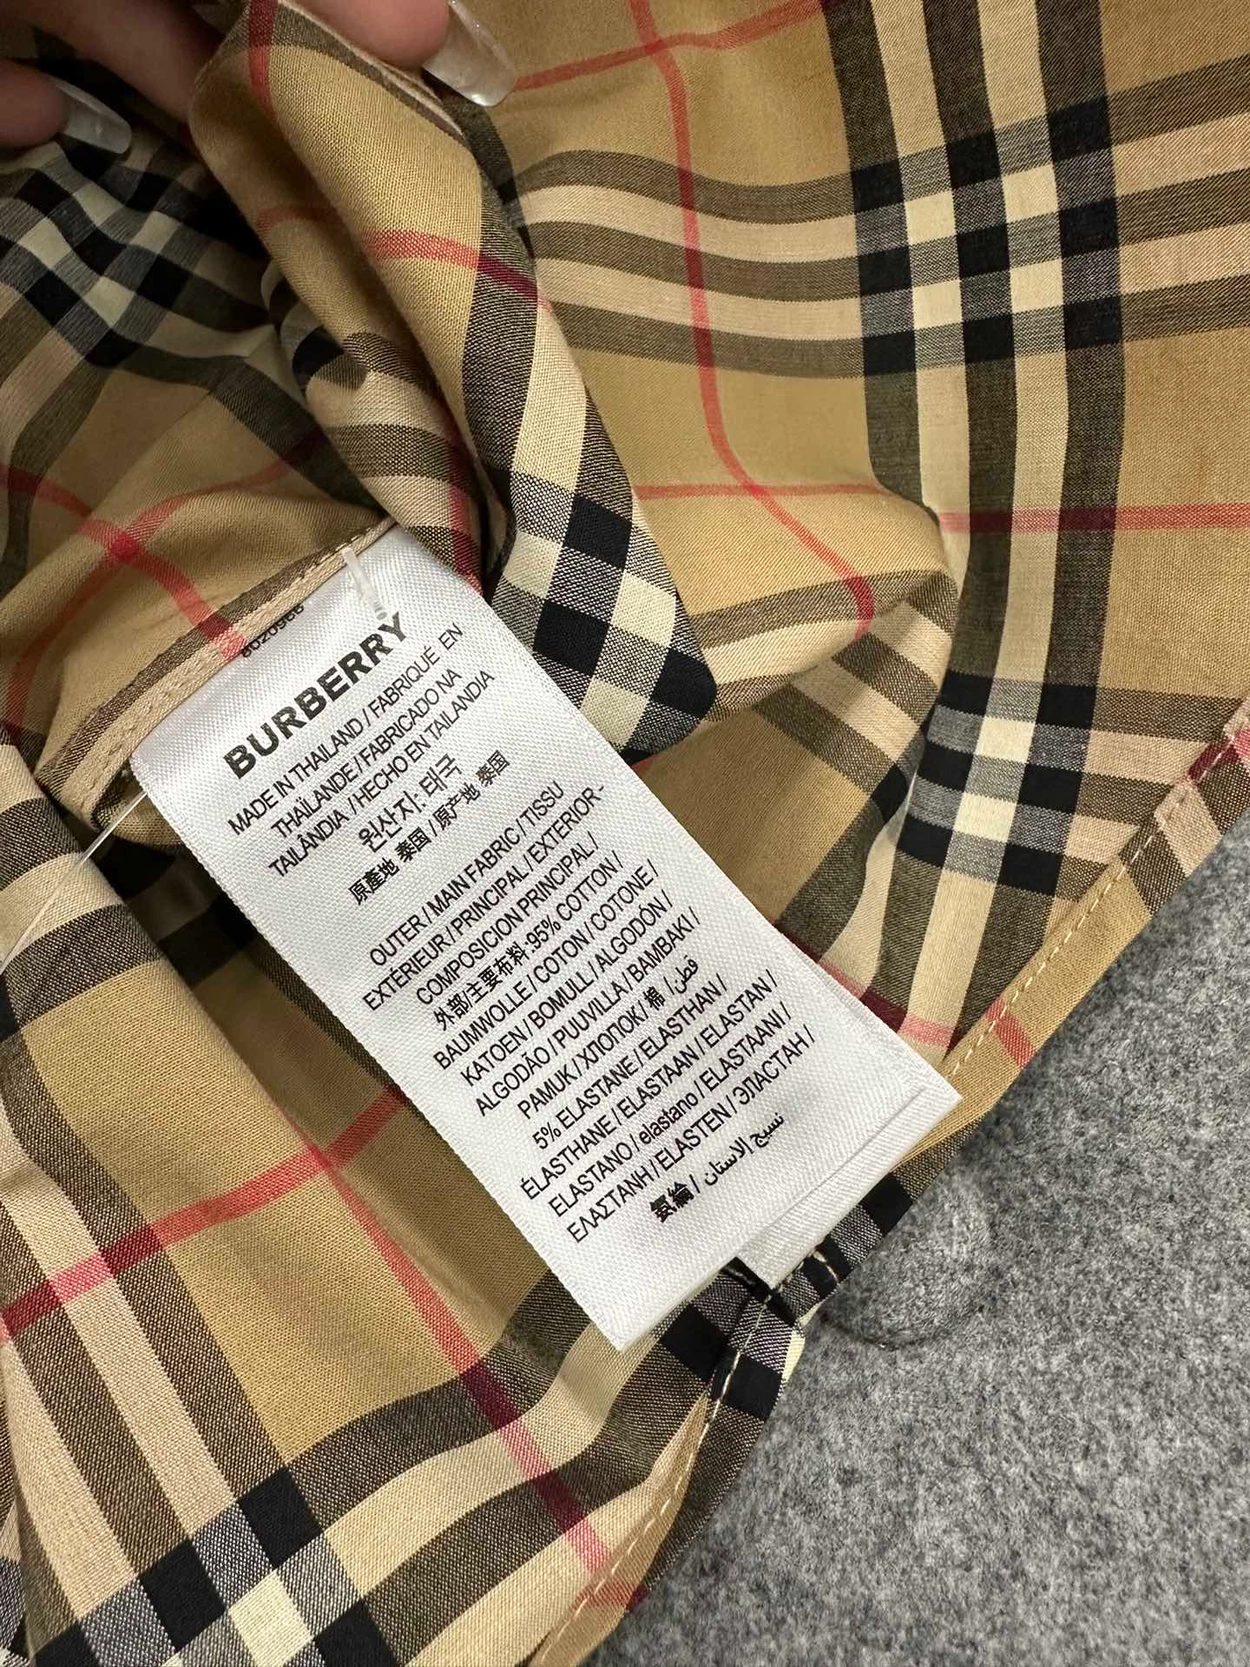 8020966
BURBERRY
MADE IN THAILAND / FABRIQUÉ EN
THAÏLANDE / FABRICADO NA
TAILÂNDIA / HECHO EN TAILANDIA
원산지: 태국
原產地 泰国 / 原产地 泰国
OUTER / MAIN FABRIC / TISSU
EXTÉRIEUR / PRINCIPAL / EXTERIOR-
COMPOSICION PRINCIPAL /
外部/主要布料:95% COTTON /
BAUMWOLLE / COTON / COTONE /
KATOEN / BOMULL / ALGODÓN /
ALGODÃO / PUUVILLA / BAMBAKI /
PAMUK / ХЛОПОК / 棉 / قطن /
5% ELASTANE / ELASTHAN /
ÉLASTHANE / ELASTAAN / ELASTAN /
ELASTANO / elastano / ELASTAANI /
ΕΛΑΣΤΑΝΗ / ELASTEN / ЭЛАСТАН /
氨綸 / نسيج الاستان